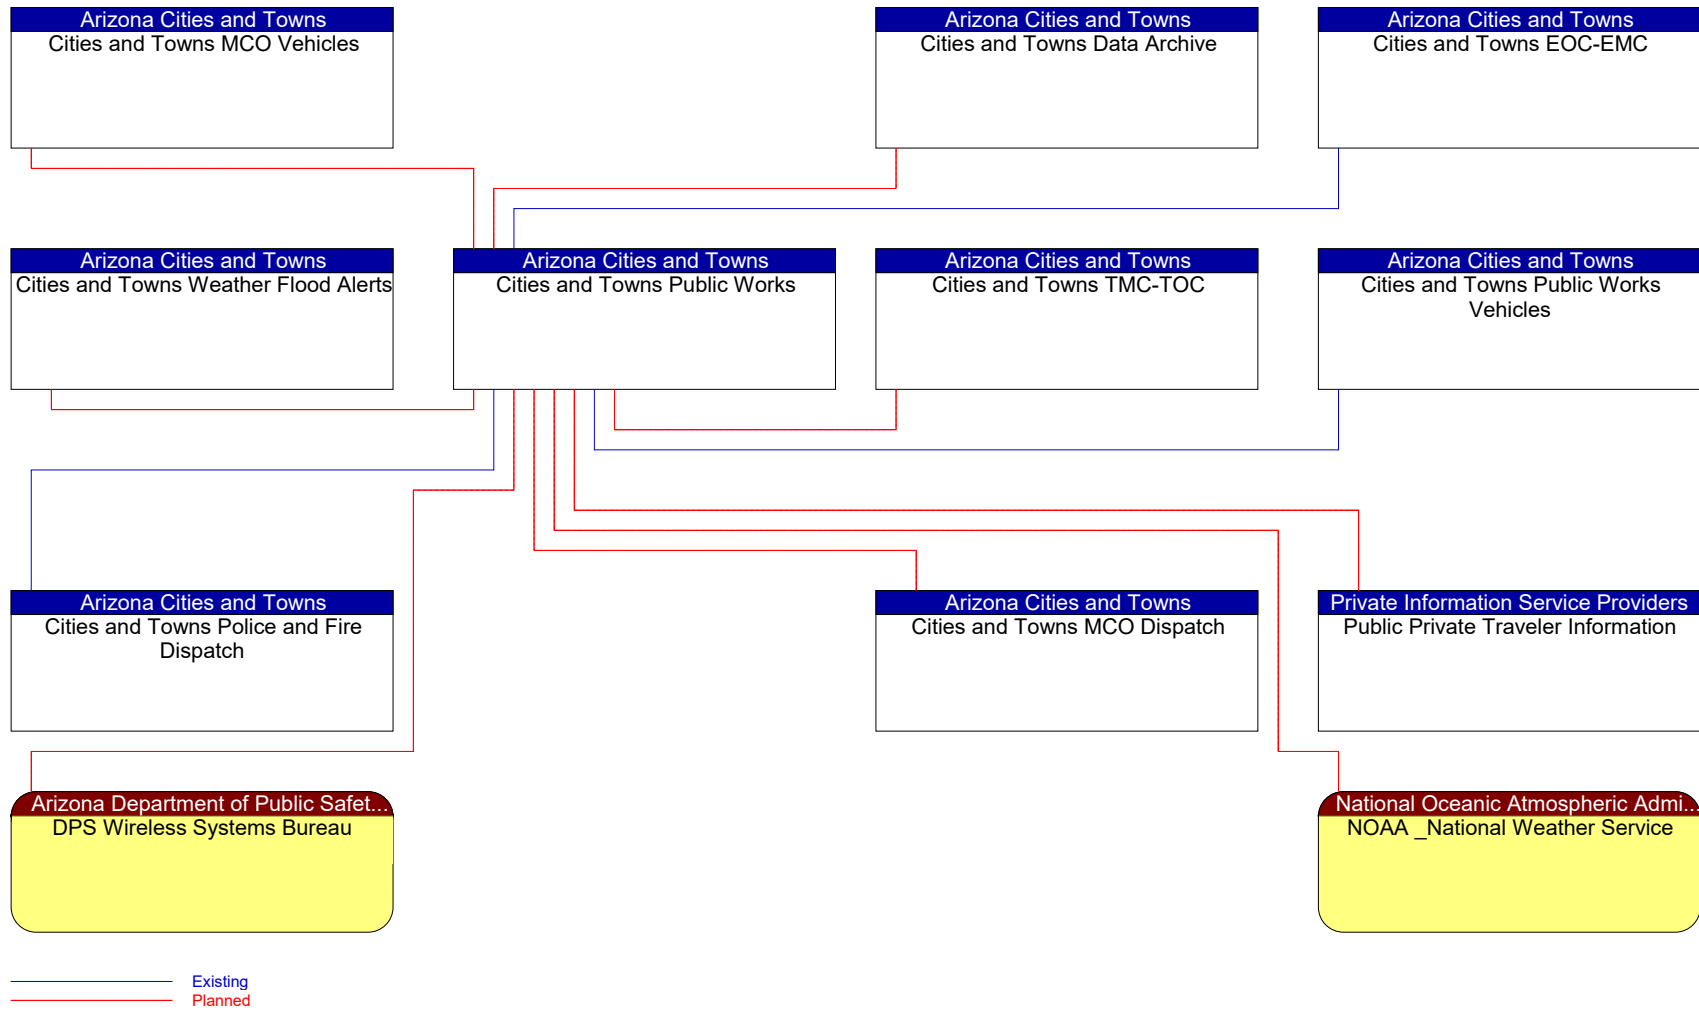 Arizona Cities and Towns
Cities and Towns MCO Vehicles
Arizona Cities and Towns
Cities and Towns Data Archive
Arizona Cities and Towns
Cities and Towns EOC-EMC
Arizona Cities and Towns
Cities and Towns Weather Flood Alerts
Arizona Cities and Towns
Cities and Towns Public Works
Arizona Cities and Towns
Cities and Towns TMC-TOC
Arizona Cities and Towns
Cities and Towns Public Works
Vehicles
Arizona Cities and Towns
Cities and Towns Police and Fire
Dispatch
Arizona Cities and Towns
Cities and Towns MCO Dispatch
Private Information Service Providers
Public Private Traveler Information
Arizona Department of Public Safet...
DPS Wireless Systems Bureau
National Oceanic Atmospheric Admi...
NOAA _National Weather Service
Existing
Planned